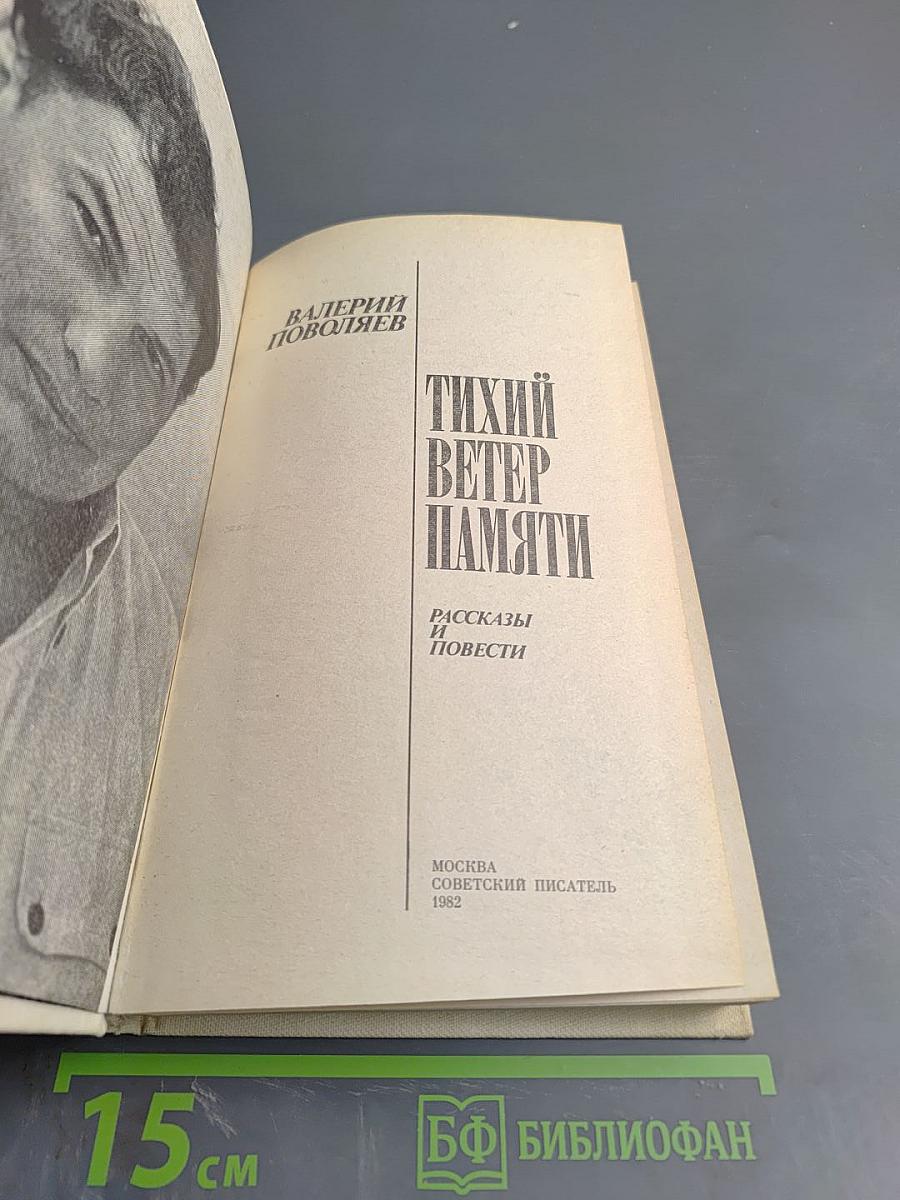 ВАЛЕРИЙ
ПОВОЛЯЕВ
ТИХИЙ
ВЕТЕР
ПАМЯТИ
РАССКАЗЫ
И
ПОВЕСТИ
МОСКВА
СОВЕТСКИЙ ПИСАТЕЛЬ
1982
15 см
БФ БИБЛИОФАН